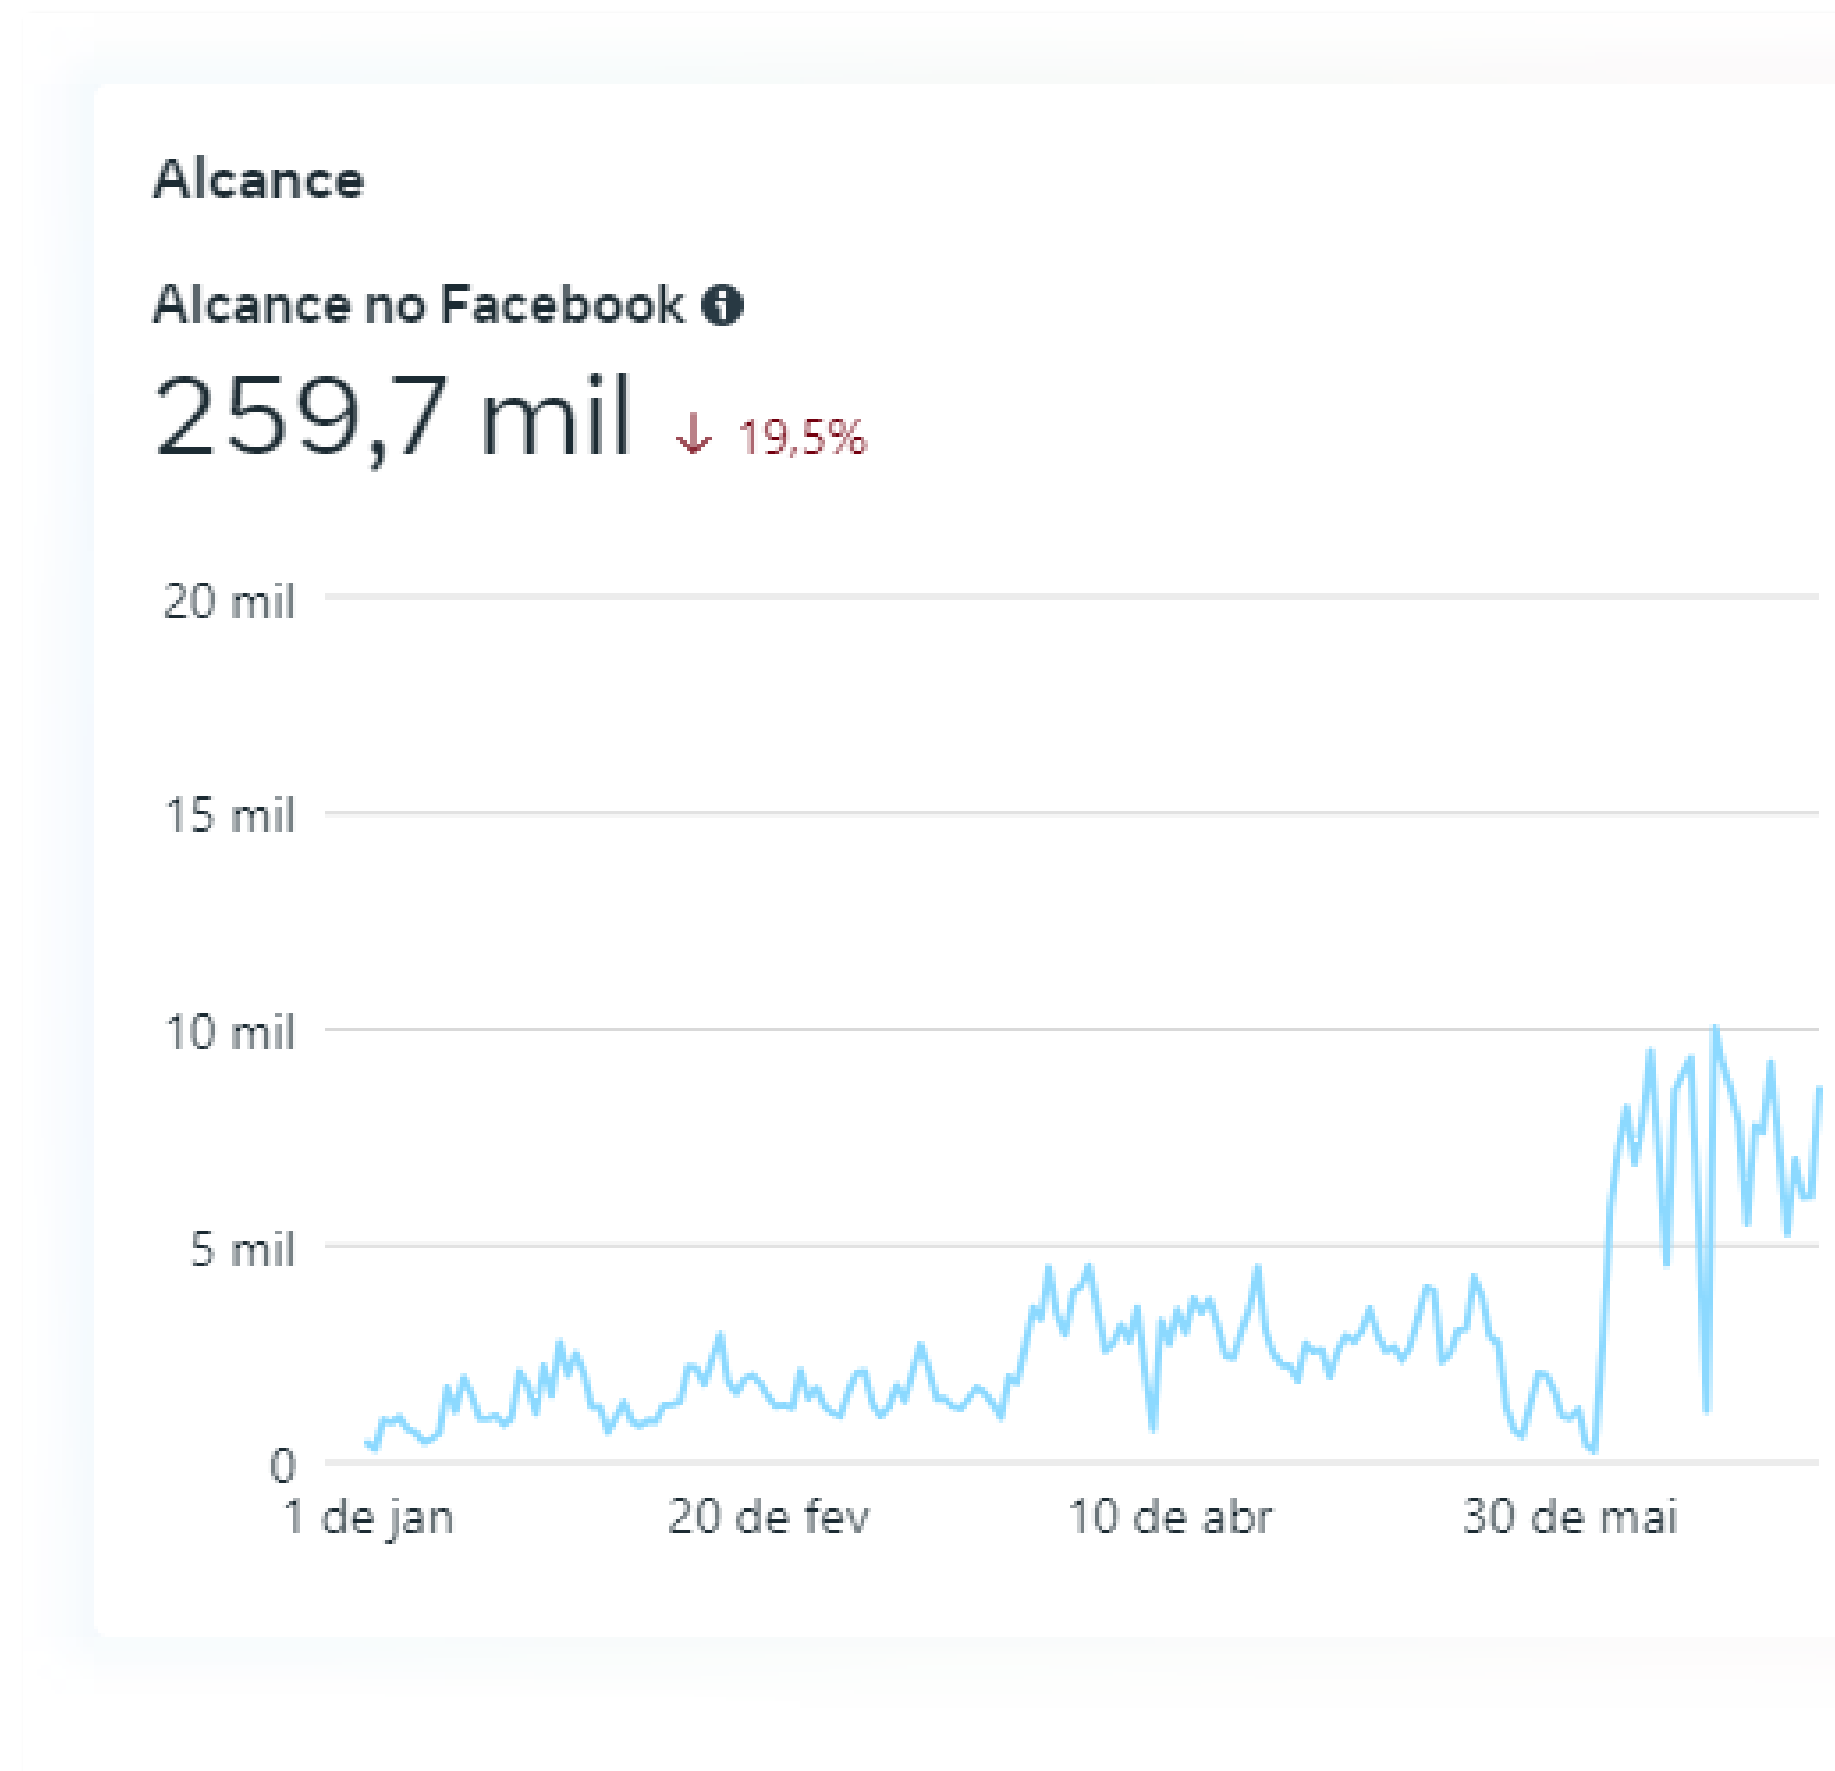 Alcance
Alcance no Facebook
259,7 mil ↓ 19,5%
20 mil
15 mil
10 mil
5 mil
0
1 de jan 20 de fev 10 de abr 30 de mai